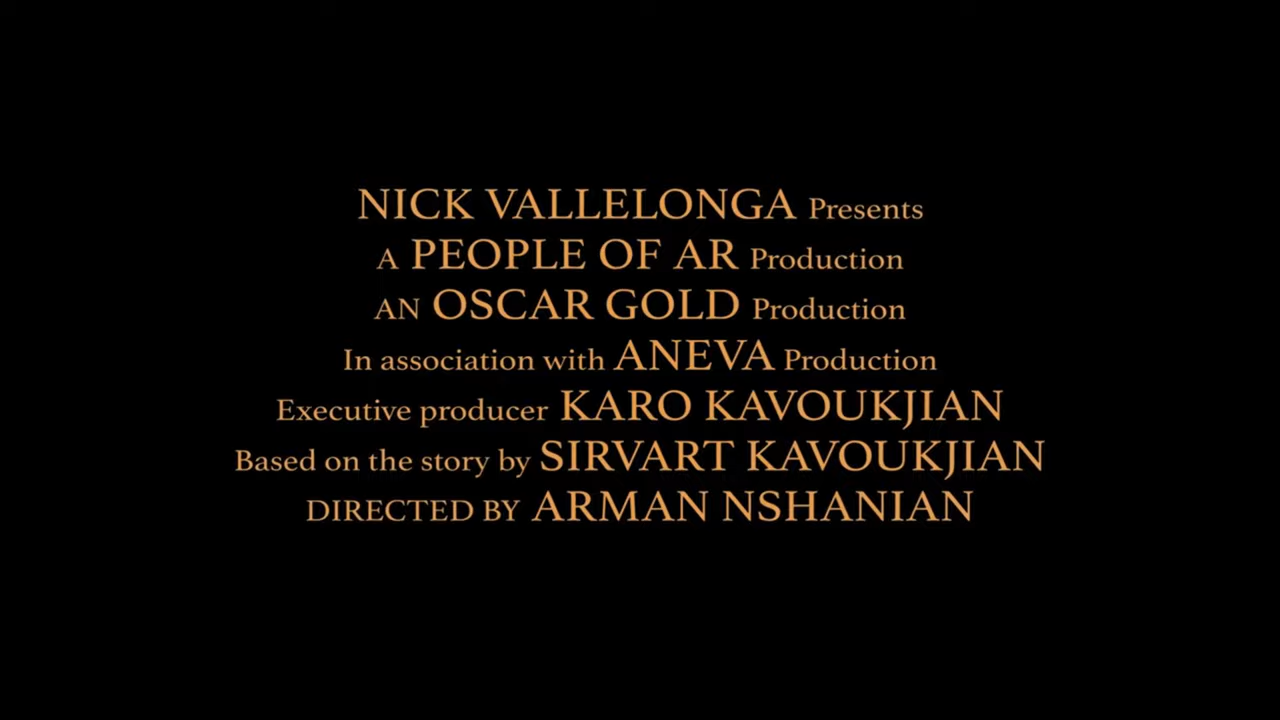 NICK VALLELONGA Presents
A PEOPLE OF AR Production
AN OSCAR GOLD Production
In association with ANEVA Production
Executive producer KARO KAVOUKJIAN
Based on the story by SIRVART KAVOUKJIAN
DIRECTED BY ARMAN NSHANIAN